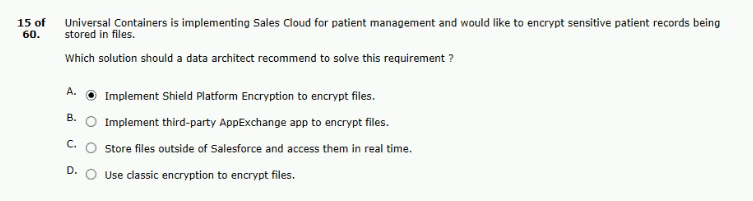 15 of 60. Universal Containers is implementing Sales Cloud for patient management and would like to encrypt sensitive patient records being
stored in files.
Which solution should a data architect recommend to solve this requirement ?
A. Implement Shield Platform Encryption to encrypt files.
B. Implement third-party AppExchange app to encrypt files.
C. Store files outside of Salesforce and access them in real time.
D. Use classic encryption to encrypt files.